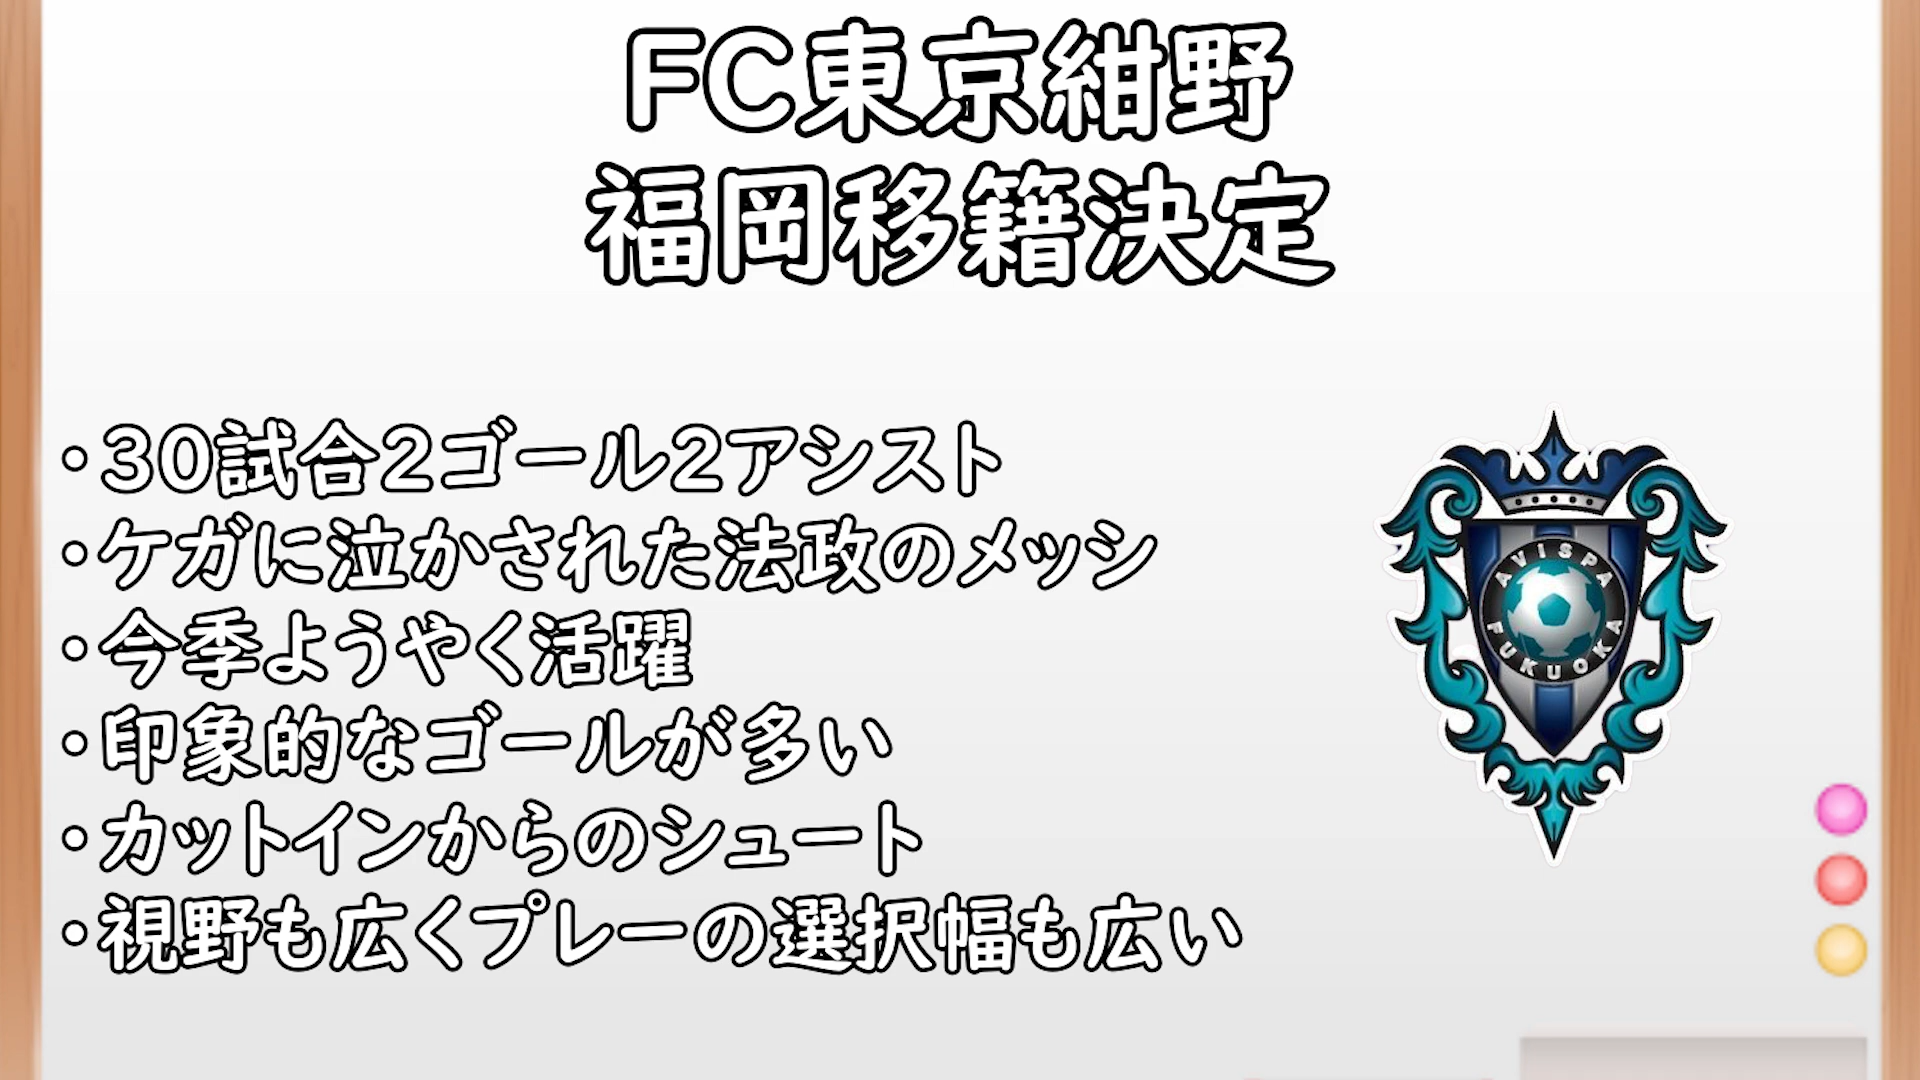 FC東京紺野
福岡移籍決定
・30試合2ゴール2アシスト
・ケガに泣かされた法政のメッシ
・今季ようやく活躍
・印象的なゴールが多い
・カットインからのシュート
・視野も広くプレーの選択幅も広い
AVISPA
FUKUOKA